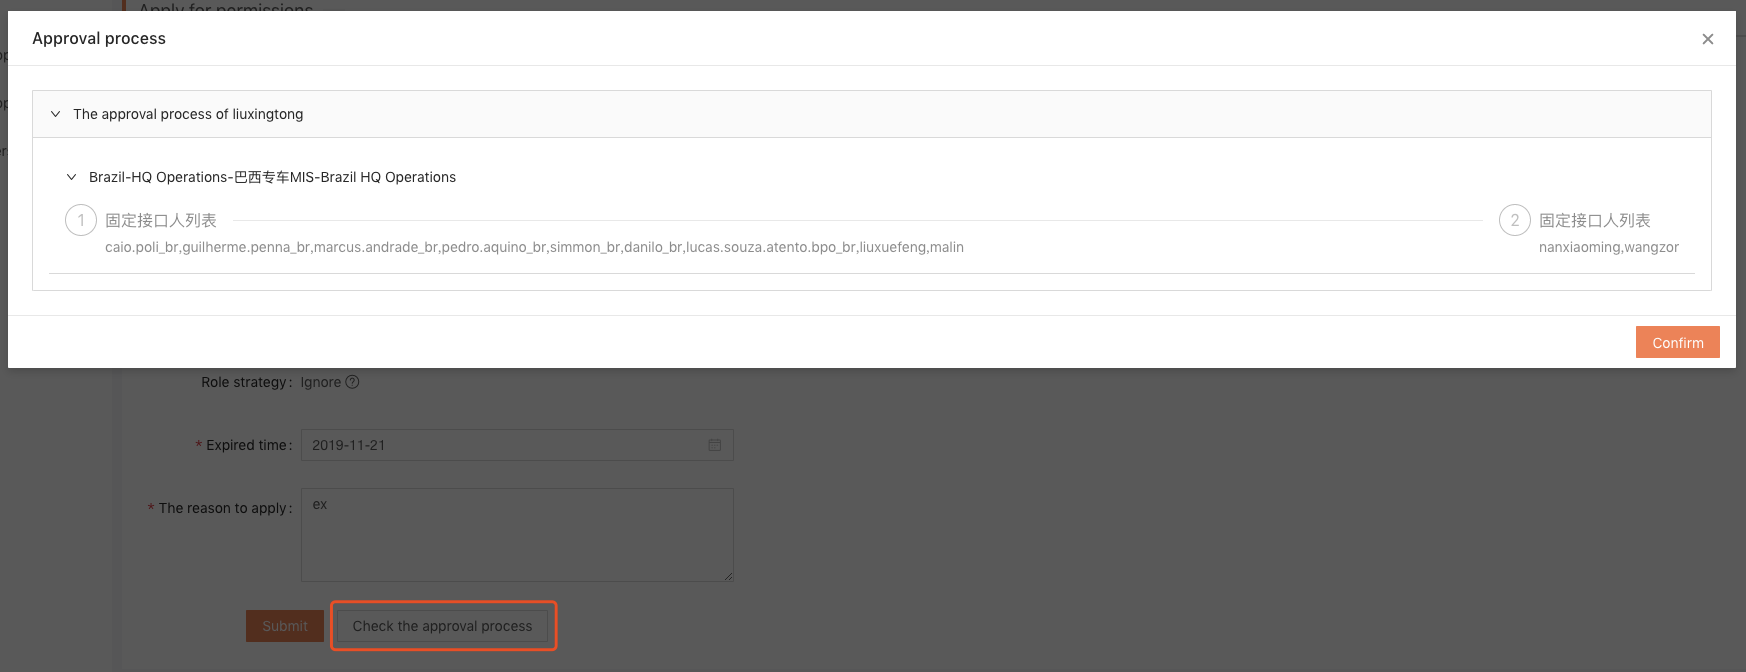 Apply for permissions
Approval process
The approval process of liuxingtong
Brazil-HQ Operations-巴西专车MIS-Brazil HQ Operations
1 固定接口人列表
caio.poli_br,guilherme.penna_br,marcus.andrade_br,pedro.aquino_br,simmon_br,danilo_br,lucas.souza.atento.bpo_br,liuxuefeng,malin
2 固定接口人列表
nanxiaoming,wangzor
Confirm
Role strategy: Ignore ?
* Expired time: 2019-11-21
* The reason to apply: ex
Submit
Check the approval process